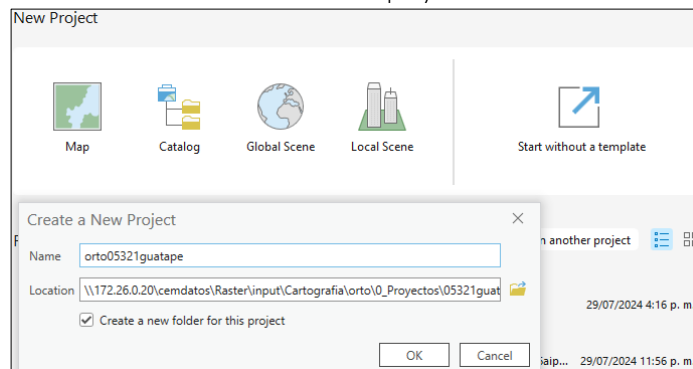 New Project
Map Catalog Global Scene Local Scene Start without a template
Create a New Project
Name orto05321guatape
n another project
Location \\172.26.0.20\cemdatos\Raster\input\Cartografia\orto\0_Proyectos\05321guat
29/07/2024 4:16 p. m
Create a new folder for this project
OK Cancel
aip... 29/07/2024 11:56 p. m